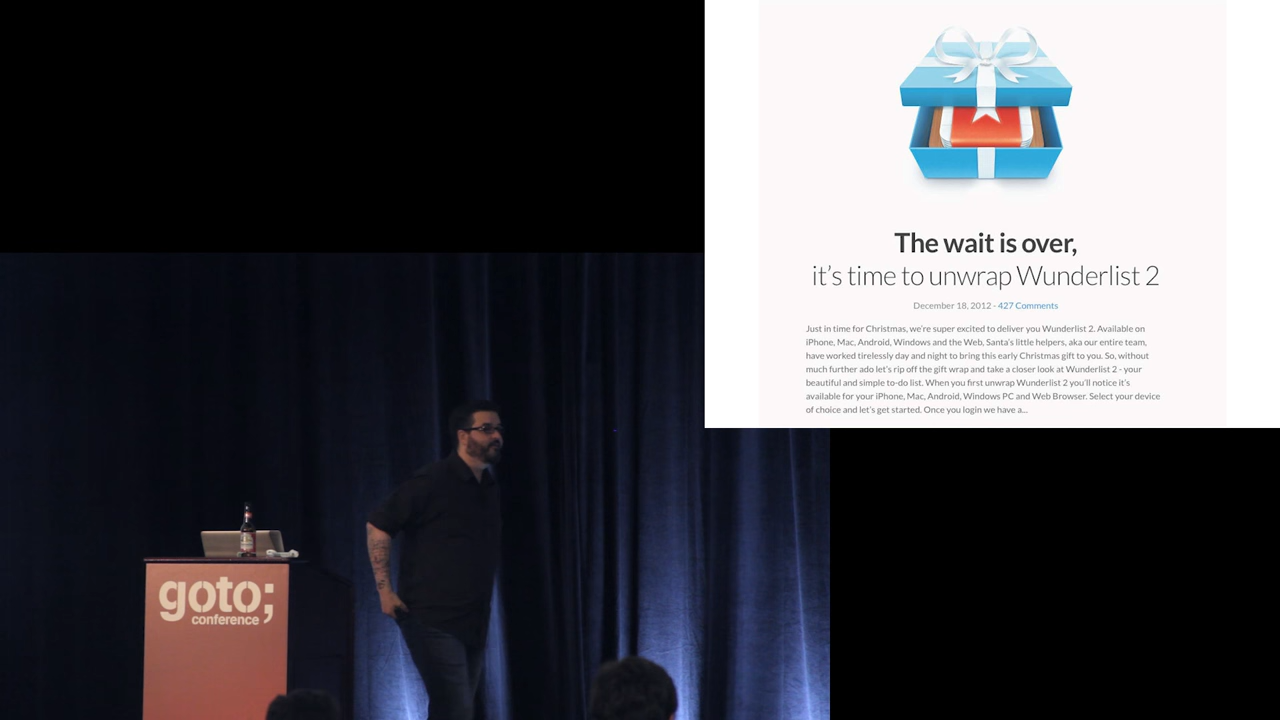 The wait is over,
it's time to unwrap Wunderlist 2
December 18, 2012 - 427 Comments
Just in time for Christmas, we're super excited to deliver you Wunderlist 2. Available on
iPhone, Mac, Android, Windows and the Web, Santa's little helpers, aka our entire team,
have worked tirelessly day and night to bring this early Christmas gift to you. So, without
much further ado let's rip off the gift wrap and take a closer look at Wunderlist 2 - your
beautiful and simple to-do list. When you first unwrap Wunderlist 2 you'll notice it's
available for your iPhone, Mac, Android, Windows PC and Web Browser. Select your device
of choice and let's get started. Once you login we have a...
goto;
conference